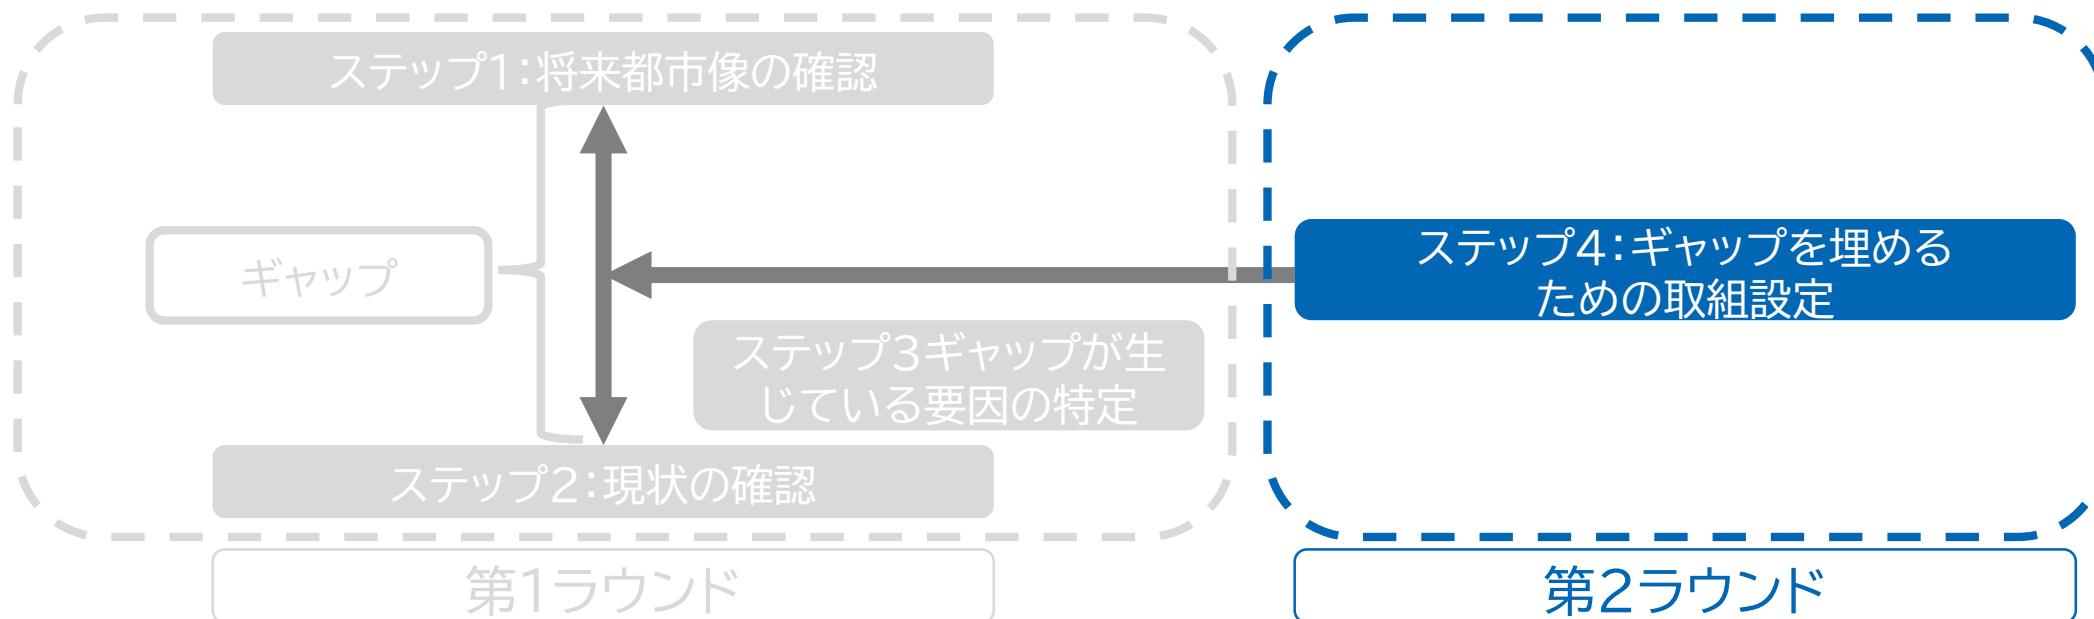 ステップ1：将来都市像の確認
ギャップ
ステップ3ギャップが生
じている要因の特定
ステップ2：現状の確認
第1ラウンド
ステップ4：ギャップを埋める
ための取組設定
第2ラウンド